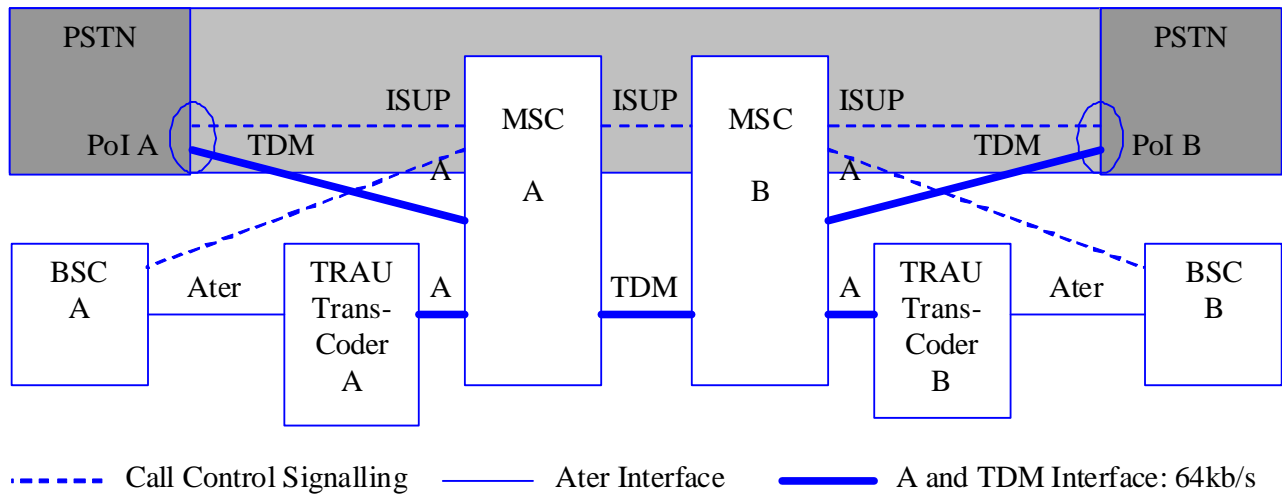 PSTN
PSTN
ISUP
ISUP
ISUP
MSC
A
MSC
B
PoI A
TDM
TDM
PoI B
A
A
BSC
A
Ater
TRAU
Trans-
Coder
A
A
TDM
A
TRAU
Trans-
Coder
B
Ater
BSC
B
Call Control Signalling
Ater Interface
A and TDM Interface: 64kb/s